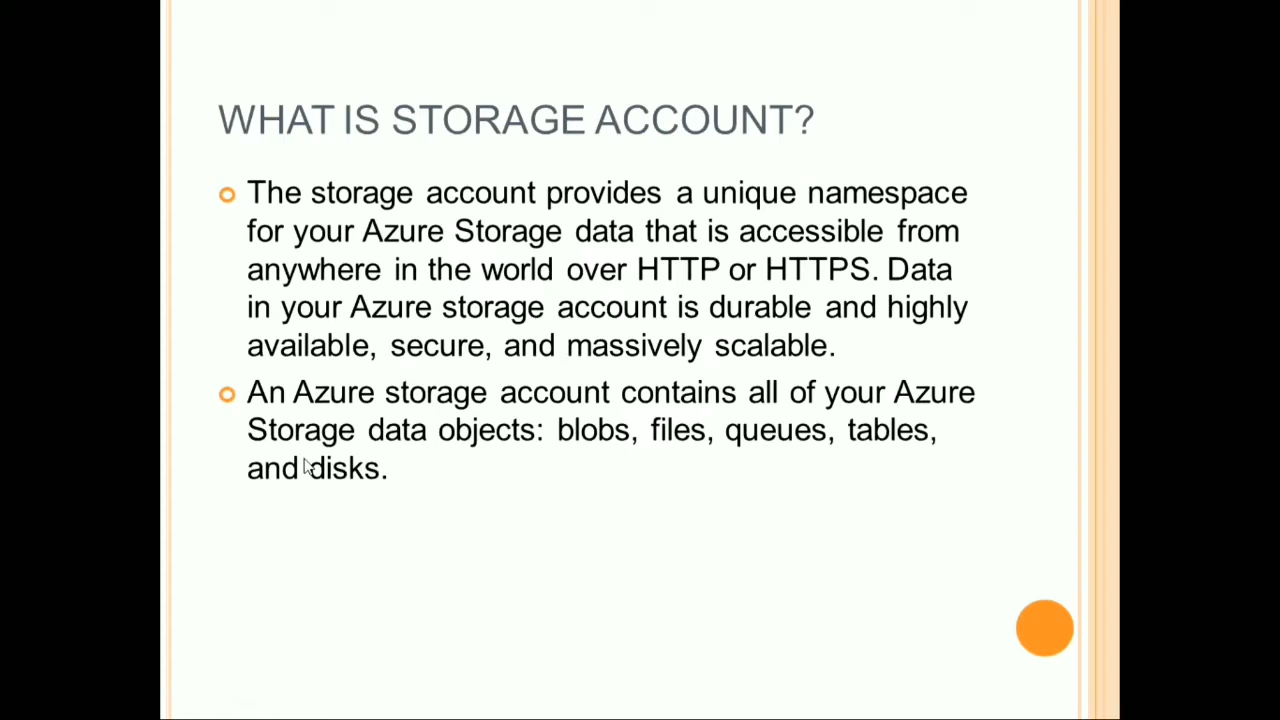 WHAT IS STORAGE ACCOUNT?
The storage account provides a unique namespace
for your Azure Storage data that is accessible from
anywhere in the world over HTTP or HTTPS. Data
in your Azure storage account is durable and highly
available, secure, and massively scalable.
An Azure storage account contains all of your Azure
Storage data objects: blobs, files, queues, tables,
and disks.